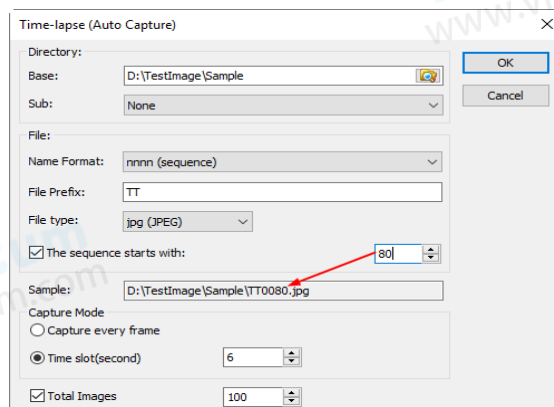 Time-lapse (Auto Capture)
Directory:
Base: D:\TestImage\Sample
OK
Sub: None
Cancel
File:
Name Format: nnnn (sequence)
File Prefix: TT
File type: jpg (JPEG)
The sequence starts with: 80
Sample: D:\TestImage\Sample\TT0080.jpg
Capture Mode
Capture every frame
Time slot(second) 6
Total Images 100